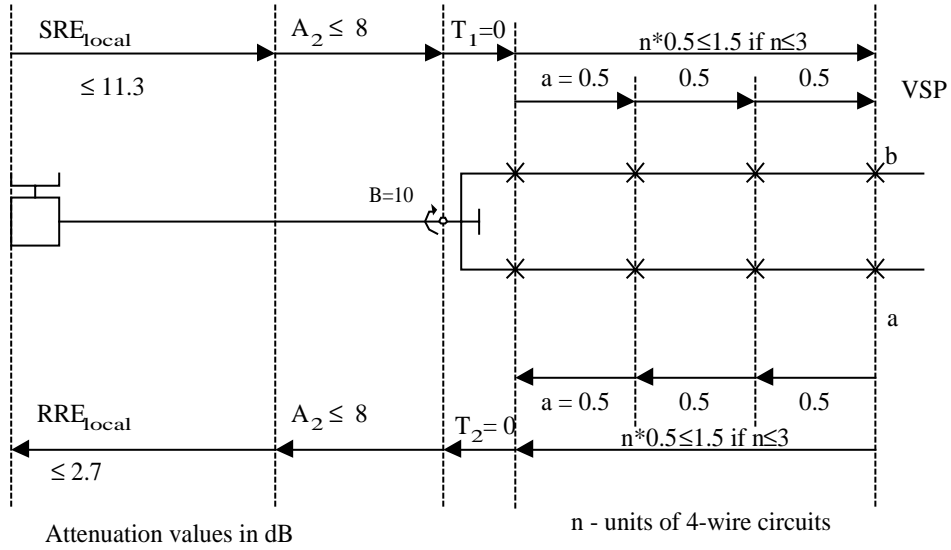 SRE_local A_2 ≤ 8 T_1=0 n*0.5≤1.5 if n≤3
≤ 11.3 a = 0.5 0.5 0.5 VSP
b
B=10
a
a = 0.5 0.5 0.5
RRE_local A_2 ≤ 8 T_2= 0 n*0.5≤1.5 if n≤3
≤ 2.7
Attenuation values in dB n - units of 4-wire circuits